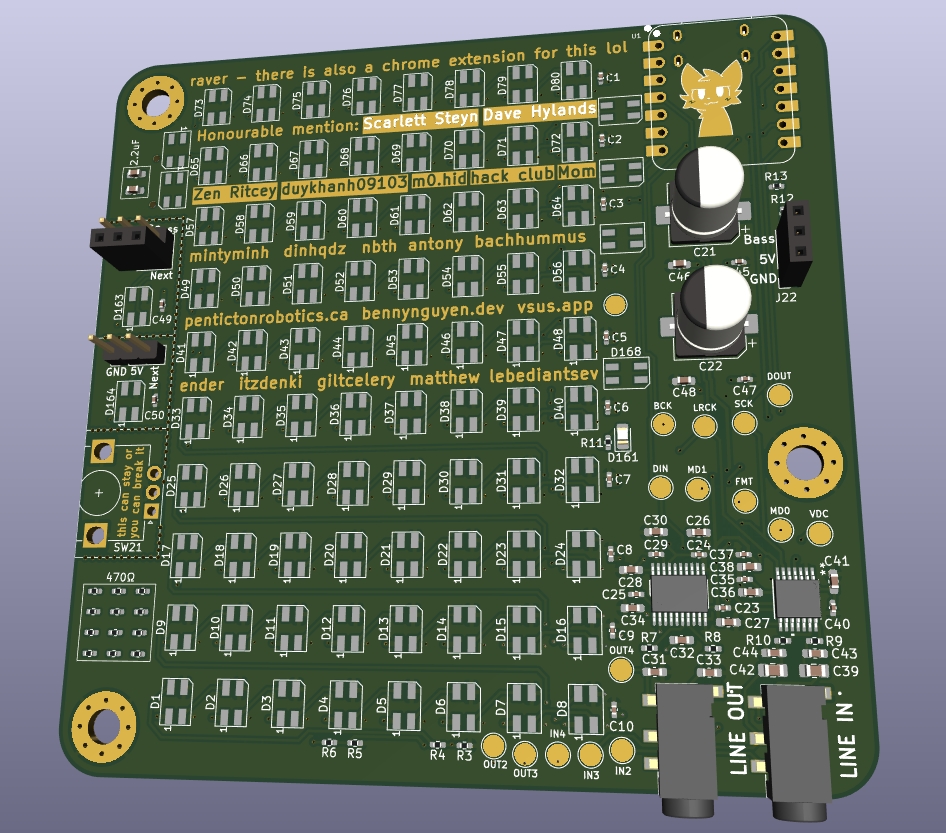 raver — there is also a chrome extension for this lol
U1
D73 D74 D75 D76 D77 D78 D79 D80 C1
Honourable mention: Scarlett Steyn Dave Hylands
2.2uF
D65 D66 D67 D68 D69 D70 D71 D72 C2
R13
R12
Zen Ritcey duykhanh09103 m0.hid hack club Mom
D57 D58 D59 D60 D61 D62 D63 D64 C3
mintyminh dinhqdz nbth antony bachhummus
C21
Bass
5V
GND
J22
Next
D49 D50 D51 D52 D53 D54 D55 D56 C4
C46
D163 C49
pentictonrobotics.ca bennynguyen.dev vsus.app
D41 D42 D43 D44 D45 D46 D47 D48 C5
GND 5V Next
D168
C22
ender itzdenki giltcelery matthew lebediantsev
C48 C47 DOUT
D164 C50
D33 D34 D35 D36 D37 D38 D39 D40 C6
BCK LRCK SCK
R11 D161
this can stay or
you can break it
SW21
D25 D26 D27 D28 D29 D30 D31 D32 C7
DIN MD1 FMT
MD0 VDC
D17 D18 D19 D20 D21 D22 D23 D24 C8
C30 C26
C29 C24 C37
C38
C28 C35 C41
C25 C36
C34 C23 C27 C40
470Ω
D9 D10 D11 D12 D13 D14 D15 D16 C9
R7 R8 R10 R9
OUT4 C32 C44 C43
C31 C33 C42 C39
D1 D2 D3 D4 D5 D6 D7 D8 C10
LINE OUT
LINE IN
R6 R5 R4 R3
OUT2 OUT3 IN4 IN3 IN2